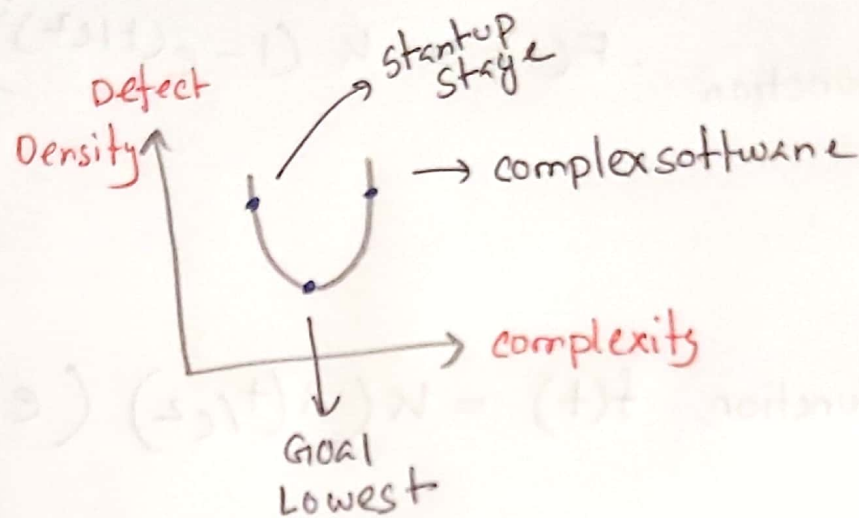 Startup
Stage
Defect
Density
complexsoftware
complexity
Goal
Lowest